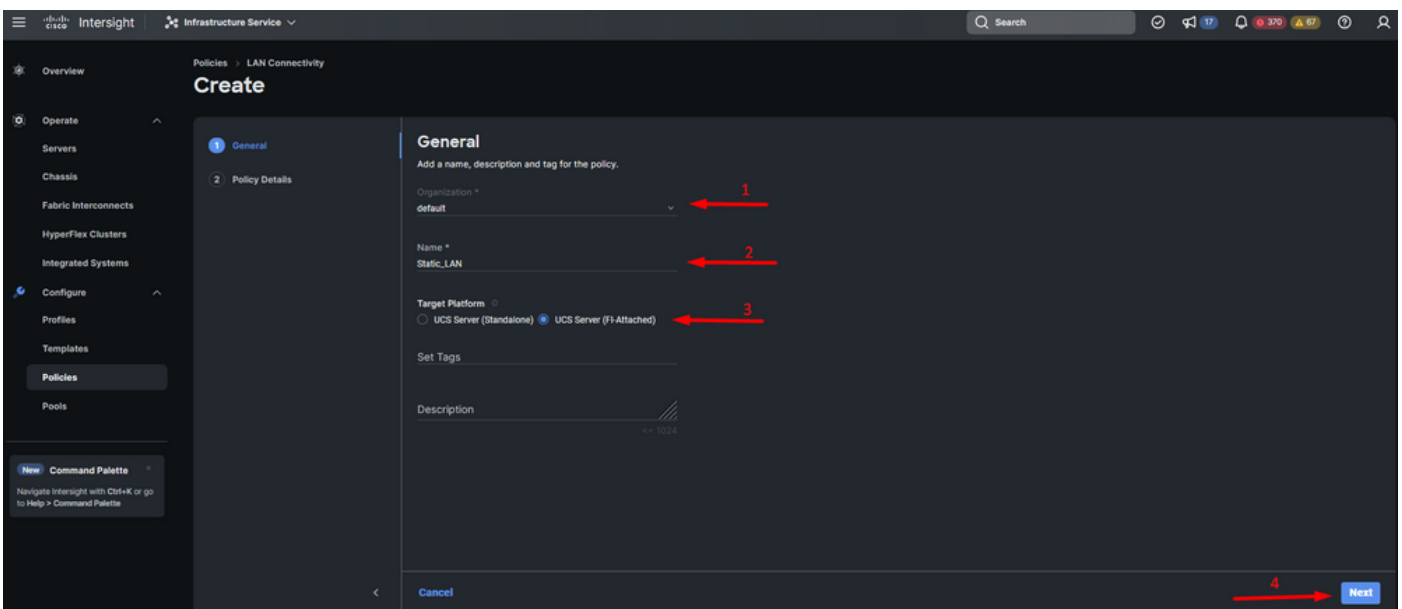 cisco Intersight Infrastructure Service Search 17 370 67
Overview
Operate
Servers
Chassis
Fabric Interconnects
HyperFlex Clusters
Integrated Systems
Configure
Profiles
Templates
Policies
Pools
New Command Palette
Navigate Intersight with Ctrl+K or go
to Help > Command Palette
Policies > LAN Connectivity
Create
1 General
2 Policy Details
General
Add a name, description and tag for the policy.
Organization *
default
1
Name *
Static_LAN
2
Target Platform
UCS Server (Standalone) UCS Server (FI-Attached)
3
Set Tags
Description
<= 1024
Cancel
4
Next